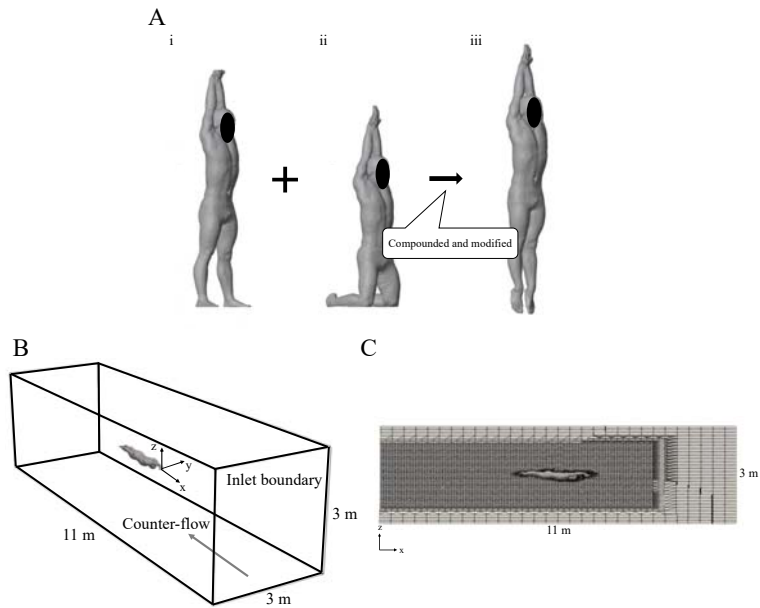 A
i
ii
iii
+
Compounded and modified
B
C
z
y
x
Inlet boundary
Counter-flow
11 m
3 m
3 m
3 m
11 m
z
x